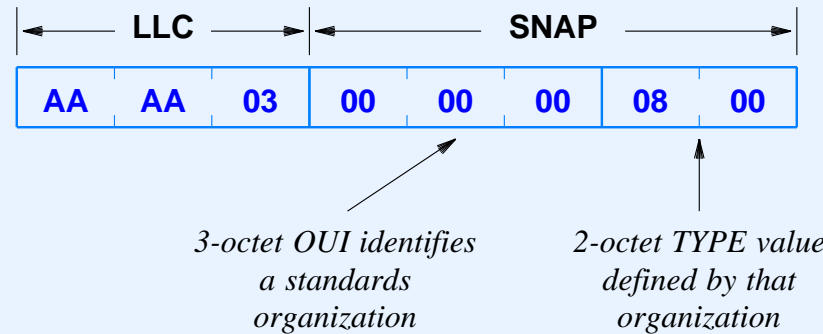 LLC SNAP
AA AA 03 00 00 00 08 00
3-octet OUI identifies
a standards
organization
2-octet TYPE value
defined by that
organization